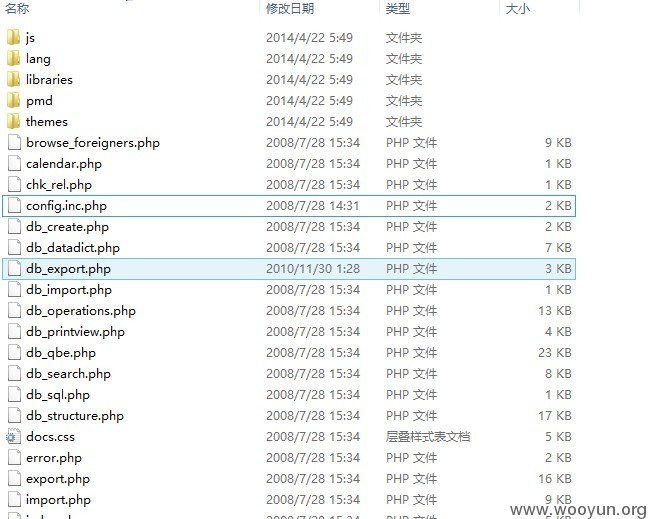 名称 修改日期 类型 大小
js 2014/4/22 5:49 文件夹
lang 2014/4/22 5:49 文件夹
libraries 2014/4/22 5:49 文件夹
pmd 2014/4/22 5:49 文件夹
themes 2014/4/22 5:49 文件夹
browse_foreigners.php 2008/7/28 15:34 PHP 文件 9 KB
calendar.php 2008/7/28 15:34 PHP 文件 1 KB
chk_rel.php 2008/7/28 15:34 PHP 文件 1 KB
config.inc.php 2008/7/28 14:31 PHP 文件 2 KB
db_create.php 2008/7/28 15:34 PHP 文件 2 KB
db_datadict.php 2008/7/28 15:34 PHP 文件 7 KB
db_export.php 2010/11/30 1:28 PHP 文件 3 KB
db_import.php 2008/7/28 15:34 PHP 文件 1 KB
db_operations.php 2008/7/28 15:34 PHP 文件 13 KB
db_printview.php 2008/7/28 15:34 PHP 文件 4 KB
db_qbe.php 2008/7/28 15:34 PHP 文件 23 KB
db_search.php 2008/7/28 15:34 PHP 文件 8 KB
db_sql.php 2008/7/28 15:34 PHP 文件 1 KB
db_structure.php 2008/7/28 15:34 PHP 文件 17 KB
docs.css 2008/7/28 15:34 层叠样式表文档 5 KB
error.php 2008/7/28 15:34 PHP 文件 2 KB
export.php 2008/7/28 15:34 PHP 文件 16 KB
import.php 2008/7/28 15:34 PHP 文件 9 KB
www.wooyun.org